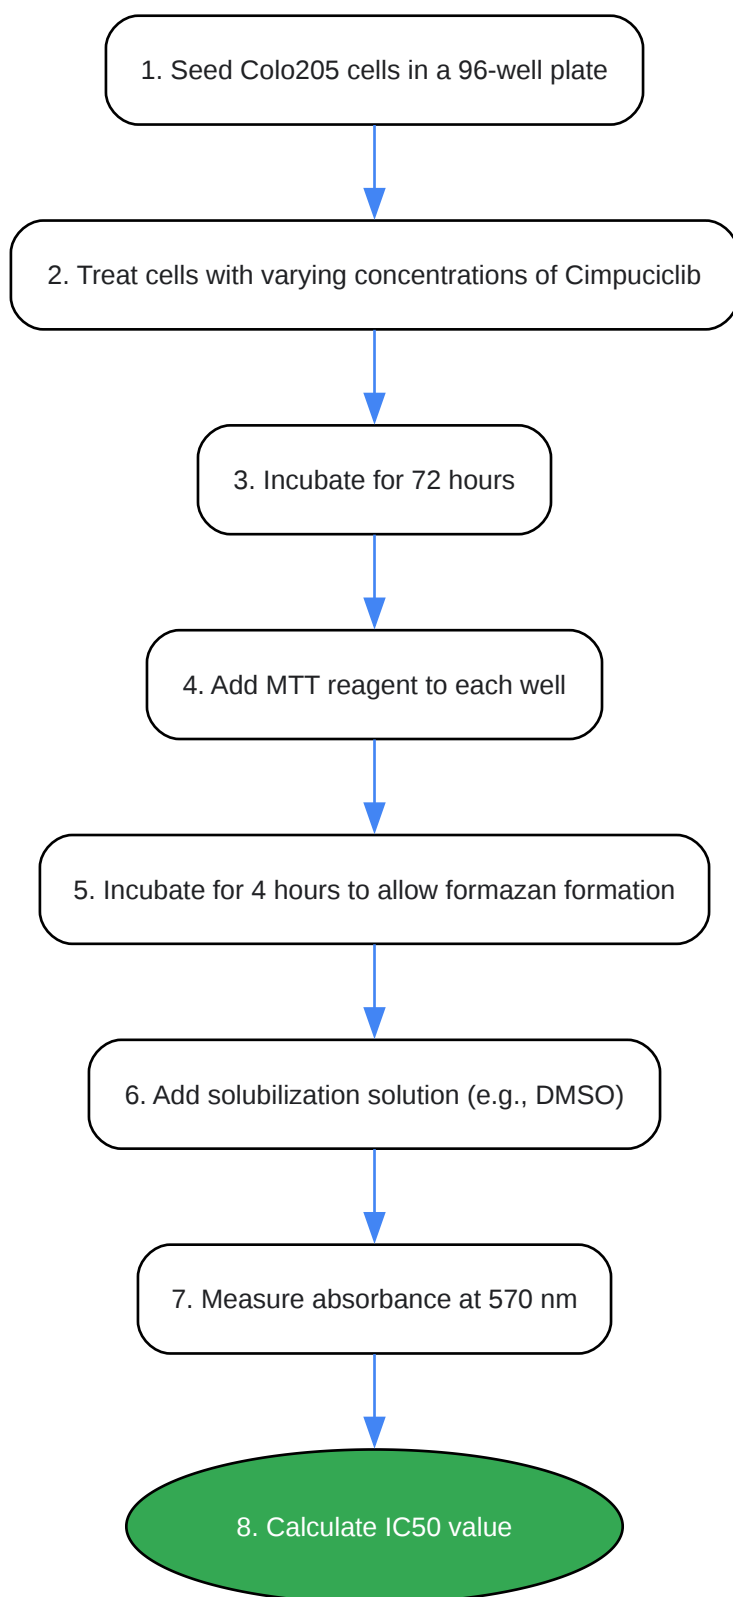 1. Seed Colo205 cells in a 96-well plate
2. Treat cells with varying concentrations of Cimpuciclib
3. Incubate for 72 hours
4. Add MTT reagent to each well
5. Incubate for 4 hours to allow formazan formation
6. Add solubilization solution (e.g., DMSO)
7. Measure absorbance at 570 nm
8. Calculate IC50 value